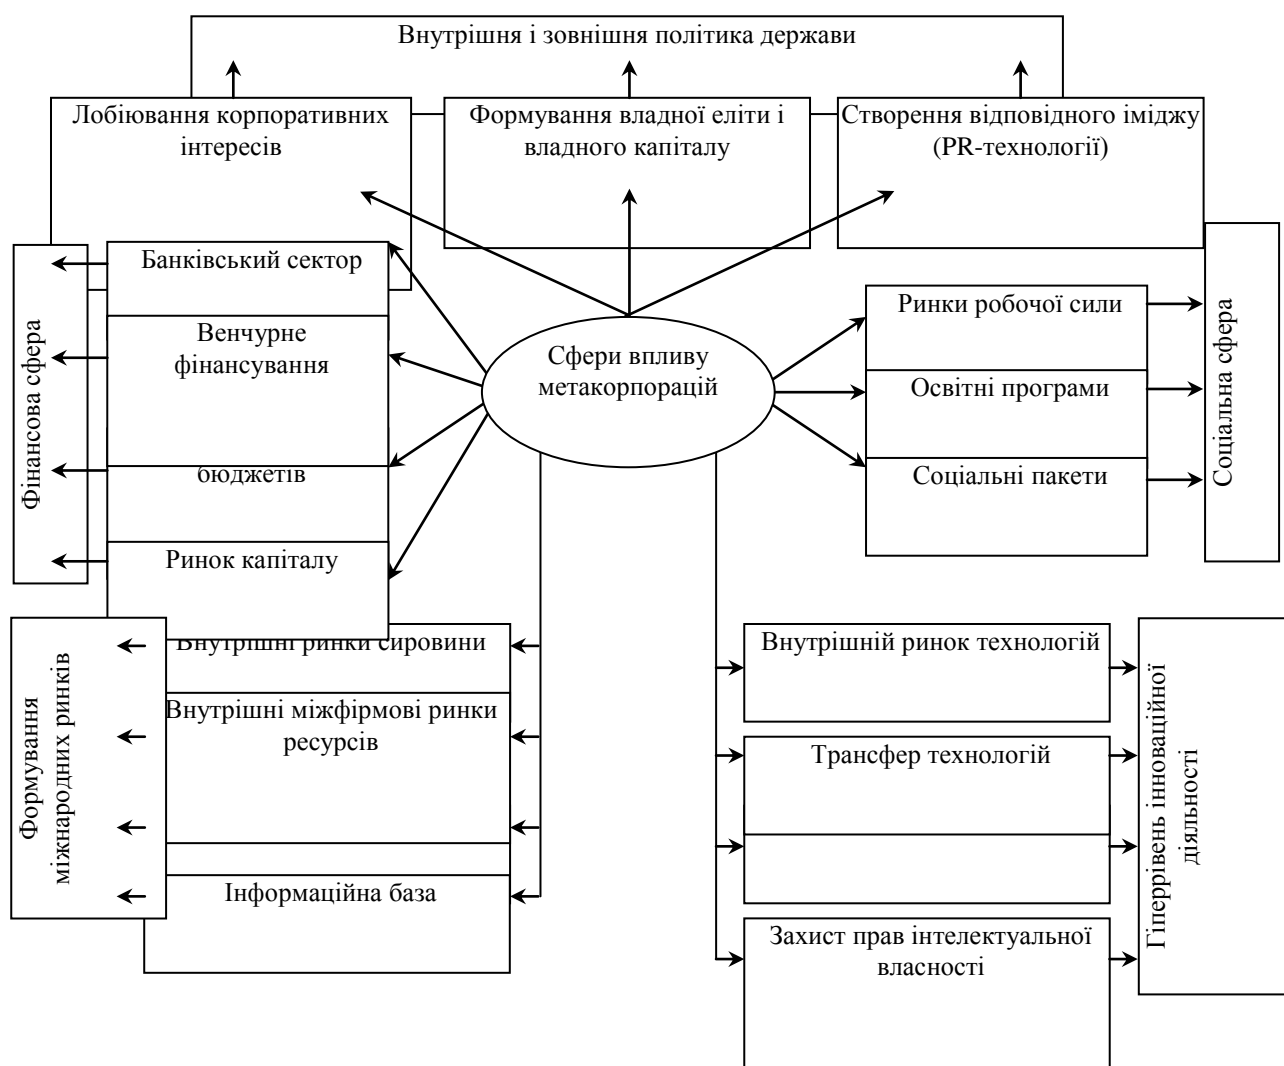 Внутрішня і зовнішня політика держави
Лобіювання корпоративних
інтересів
Формування владної еліти і
владного капіталу
Створення відповідного іміджу
(PR-технології)
Фінансова сфера
Банківський сектор
Венчурне
фінансування
бюджетів
Ринок капіталу
Сфери впливу
метакорпорацій
Ринки робочої сили
Освітні програми
Соціальні пакети
Соціальна сфера
Формування
міжнародних ринків
Внутрішні ринки сировини
Внутрішні міжфірмові ринки
ресурсів
Інформаційна база
Внутрішній ринок технологій
Трансфер технологій
Захист прав інтелектуальної
власності
Гіперрівень інноваційної
діяльності